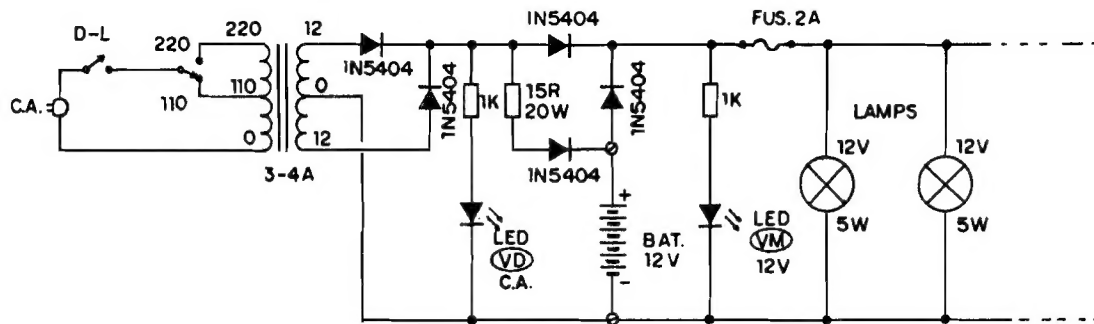 D-L
220
110
C.A.
220
110
0
3-4A
12
0
12
1N5404
1N5404
1K
LED
VD
C.A.
15R
20W
1N5404
1N5404
1N5404
BAT.
12V
+
-
1K
LED
VM
12V
FUS. 2A
LAMPS
12V
5W
12V
5W